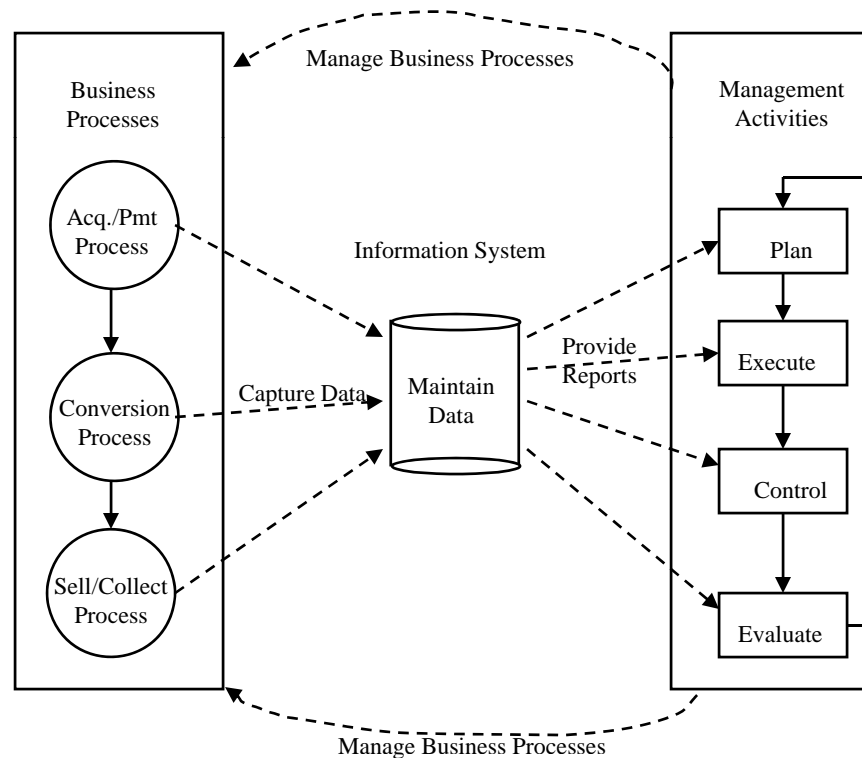 Manage Business Processes
Business
Processes
Management
Activities
Acq./Pmt
Process
Information System
Plan
Provide
Reports
Execute
Capture Data
Maintain
Data
Conversion
Process
Control
Sell/Collect
Process
Evaluate
Manage Business Processes